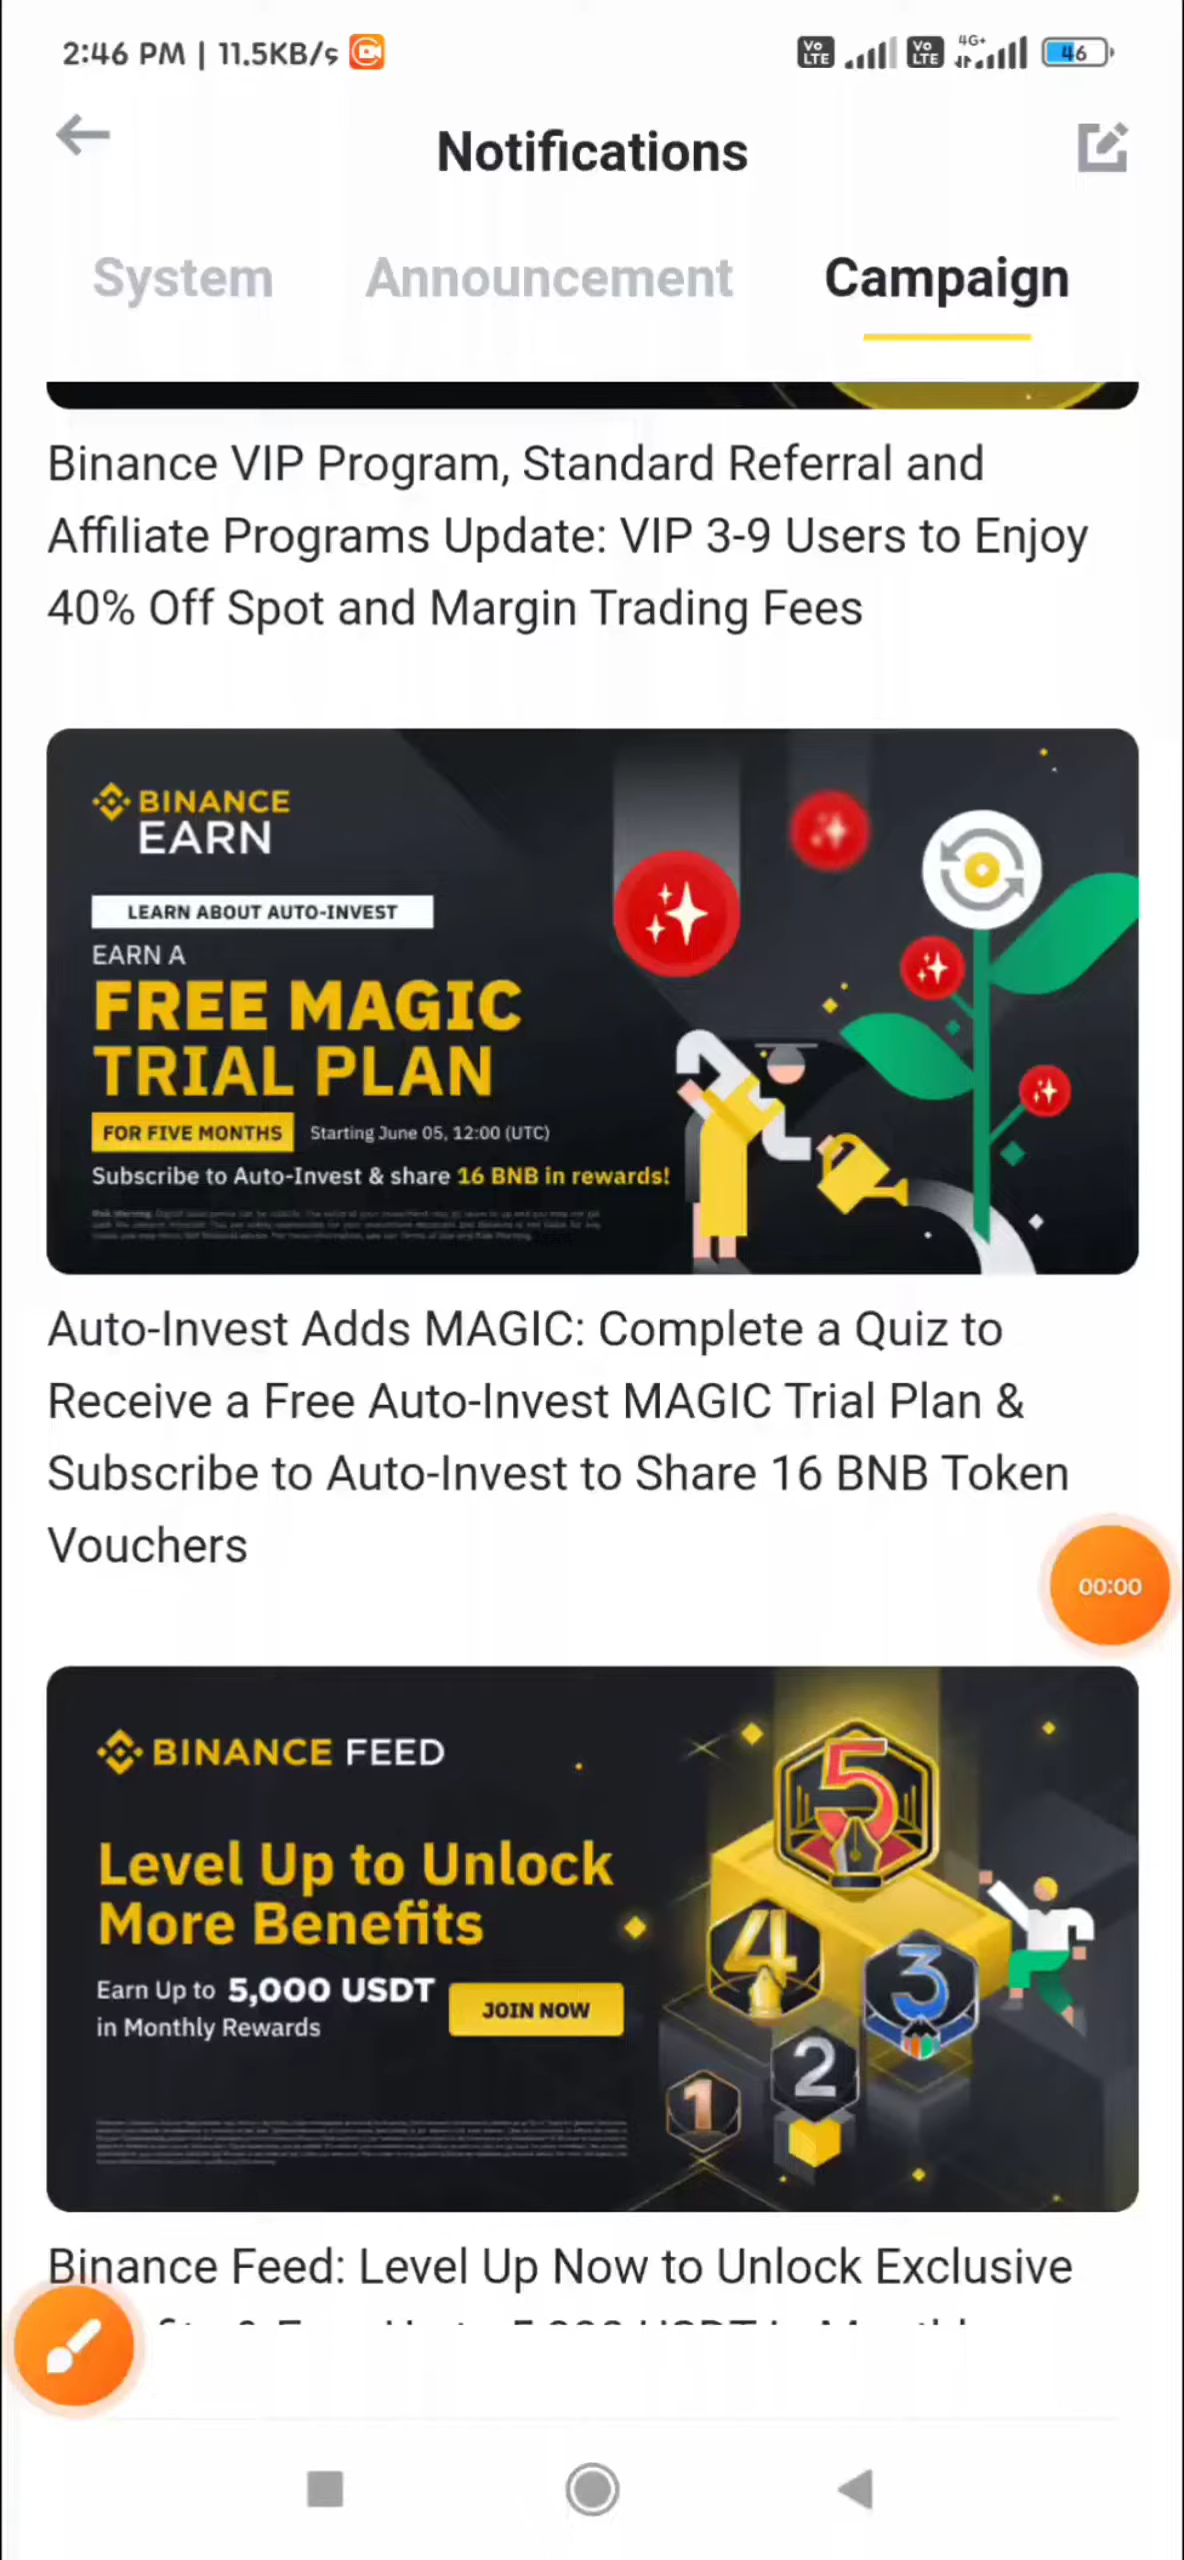 2:46 PM | 11.5KB/s
Vo LTE Vo LTE 4G+ 46
Notifications
System Announcement Campaign
Binance VIP Program, Standard Referral and
Affiliate Programs Update: VIP 3-9 Users to Enjoy
40% Off Spot and Margin Trading Fees
BINANCE
EARN
LEARN ABOUT AUTO-INVEST
EARN A
FREE MAGIC
TRIAL PLAN
FOR FIVE MONTHS Starting June 05, 12:00 (UTC)
Subscribe to Auto-Invest & share 16 BNB in rewards!
Auto-Invest Adds MAGIC: Complete a Quiz to
Receive a Free Auto-Invest MAGIC Trial Plan &
Subscribe to Auto-Invest to Share 16 BNB Token
Vouchers
00:00
BINANCE FEED
Level Up to Unlock
More Benefits
Earn Up to 5,000 USDT
in Monthly Rewards
JOIN NOW
5
4
3
2
1
Binance Feed: Level Up Now to Unlock Exclusive